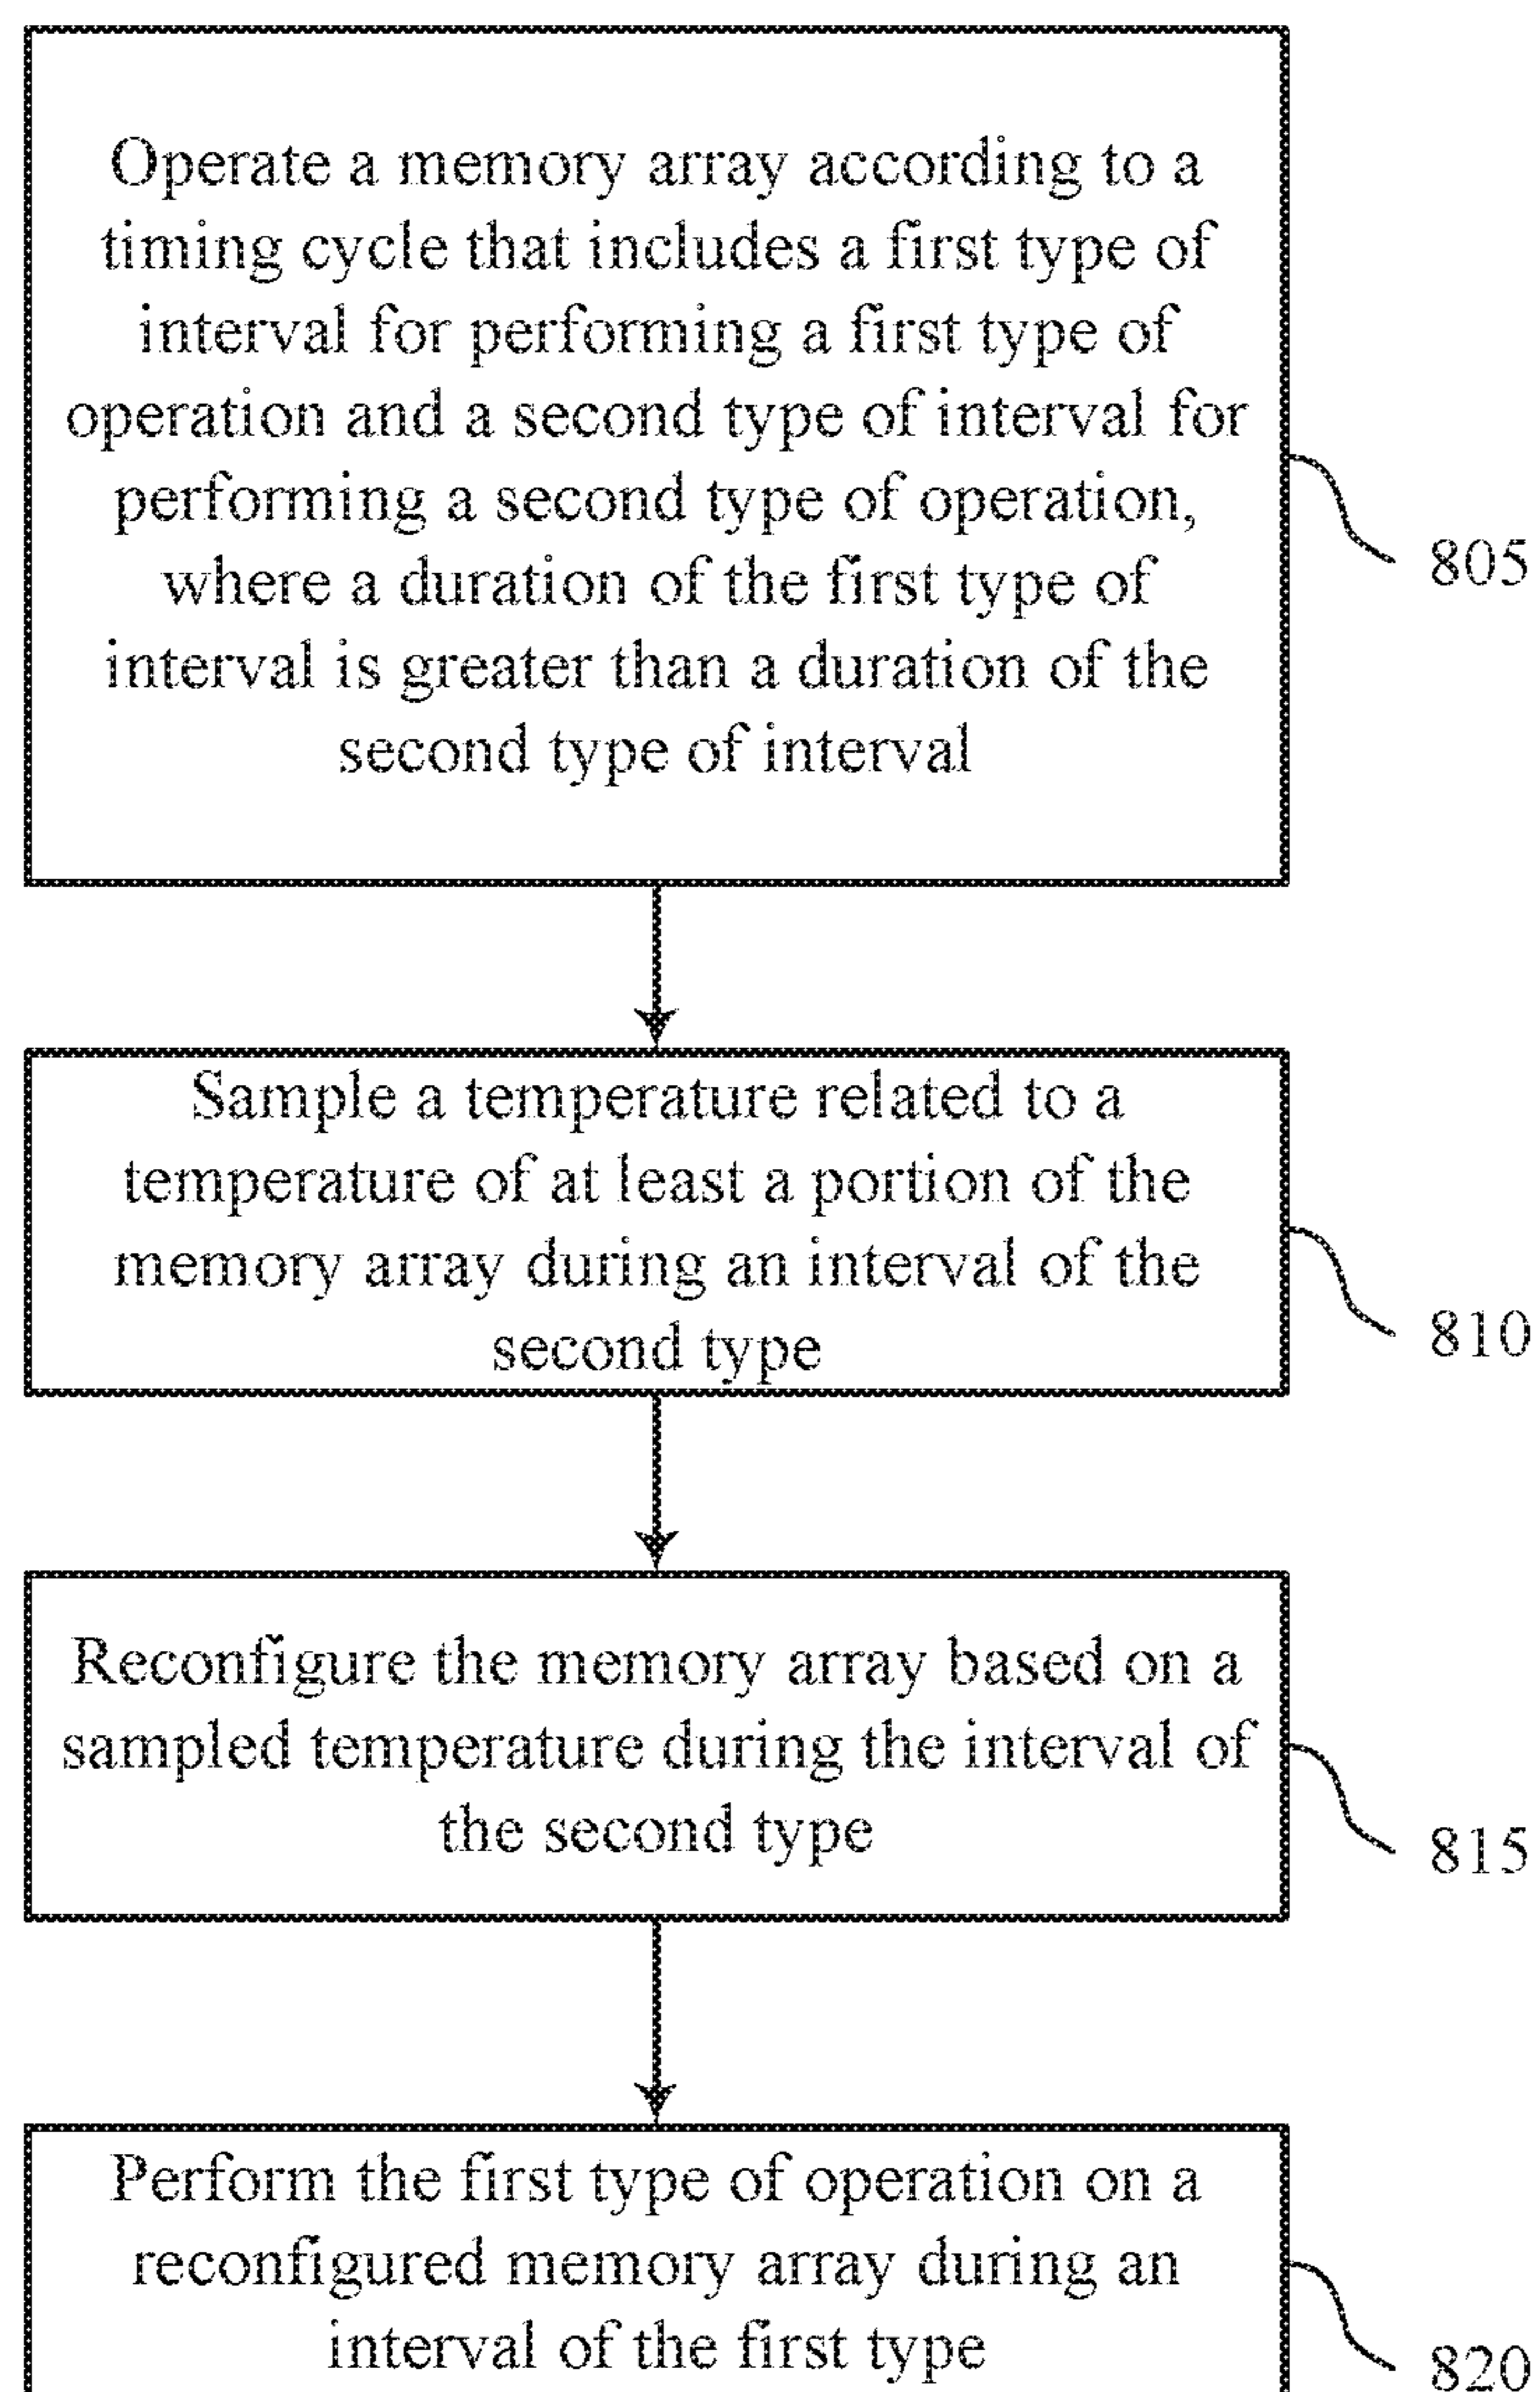 Operate a memory array according to a
timing cycle that includes a first type of
interval for performing a first type of
operation and a second type of interval for
performing a second type of operation,
where a duration of the first type of
interval is greater than a duration of the
second type of interval
805
Sample a temperature related to a
temperature of at least a portion of the
memory array during an interval of the
second type
810
Reconfigure the memory array based on a
sampled temperature during the interval of
the second type
815
Perform the first type of operation on a
reconfigured memory array during an
interval of the first type
820